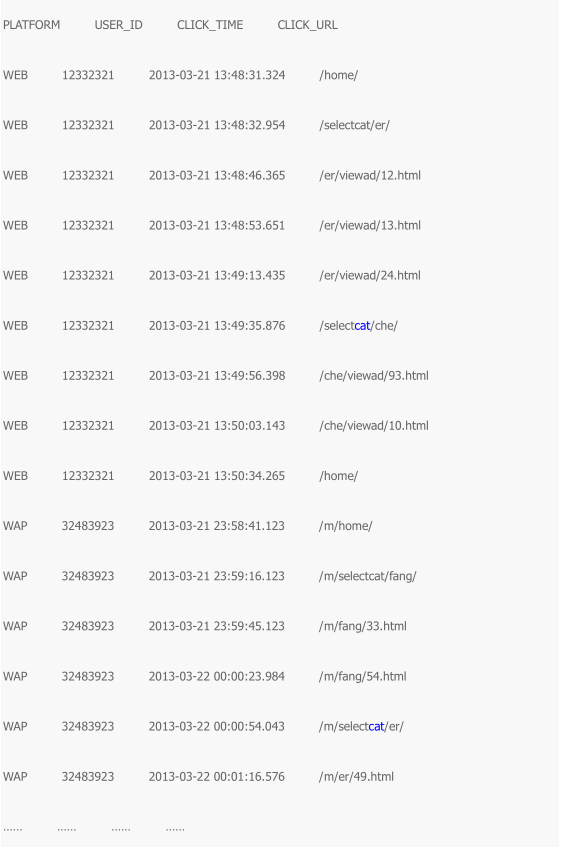 PLATFORM USER_ID CLICK_TIME CLICK_URL
WEB 12332321 2013-03-21 13:48:31.324 /home/
WEB 12332321 2013-03-21 13:48:32.954 /selectcat/er/
WEB 12332321 2013-03-21 13:48:46.365 /er/viewad/12.html
WEB 12332321 2013-03-21 13:48:53.651 /er/viewad/13.html
WEB 12332321 2013-03-21 13:49:13.435 /er/viewad/24.html
WEB 12332321 2013-03-21 13:49:35.876 /selectcat/che/
WEB 12332321 2013-03-21 13:49:56.398 /che/viewad/93.html
WEB 12332321 2013-03-21 13:50:03.143 /che/viewad/10.html
WEB 12332321 2013-03-21 13:50:34.265 /home/
WAP 32483923 2013-03-21 23:58:41.123 /m/home/
WAP 32483923 2013-03-21 23:59:16.123 /m/selectcat/fang/
WAP 32483923 2013-03-21 23:59:45.123 /m/fang/33.html
WAP 32483923 2013-03-22 00:00:23.984 /m/fang/54.html
WAP 32483923 2013-03-22 00:00:54.043 /m/selectcat/er/
WAP 32483923 2013-03-22 00:01:16.576 /m/er/49.html
…… …… …… ……